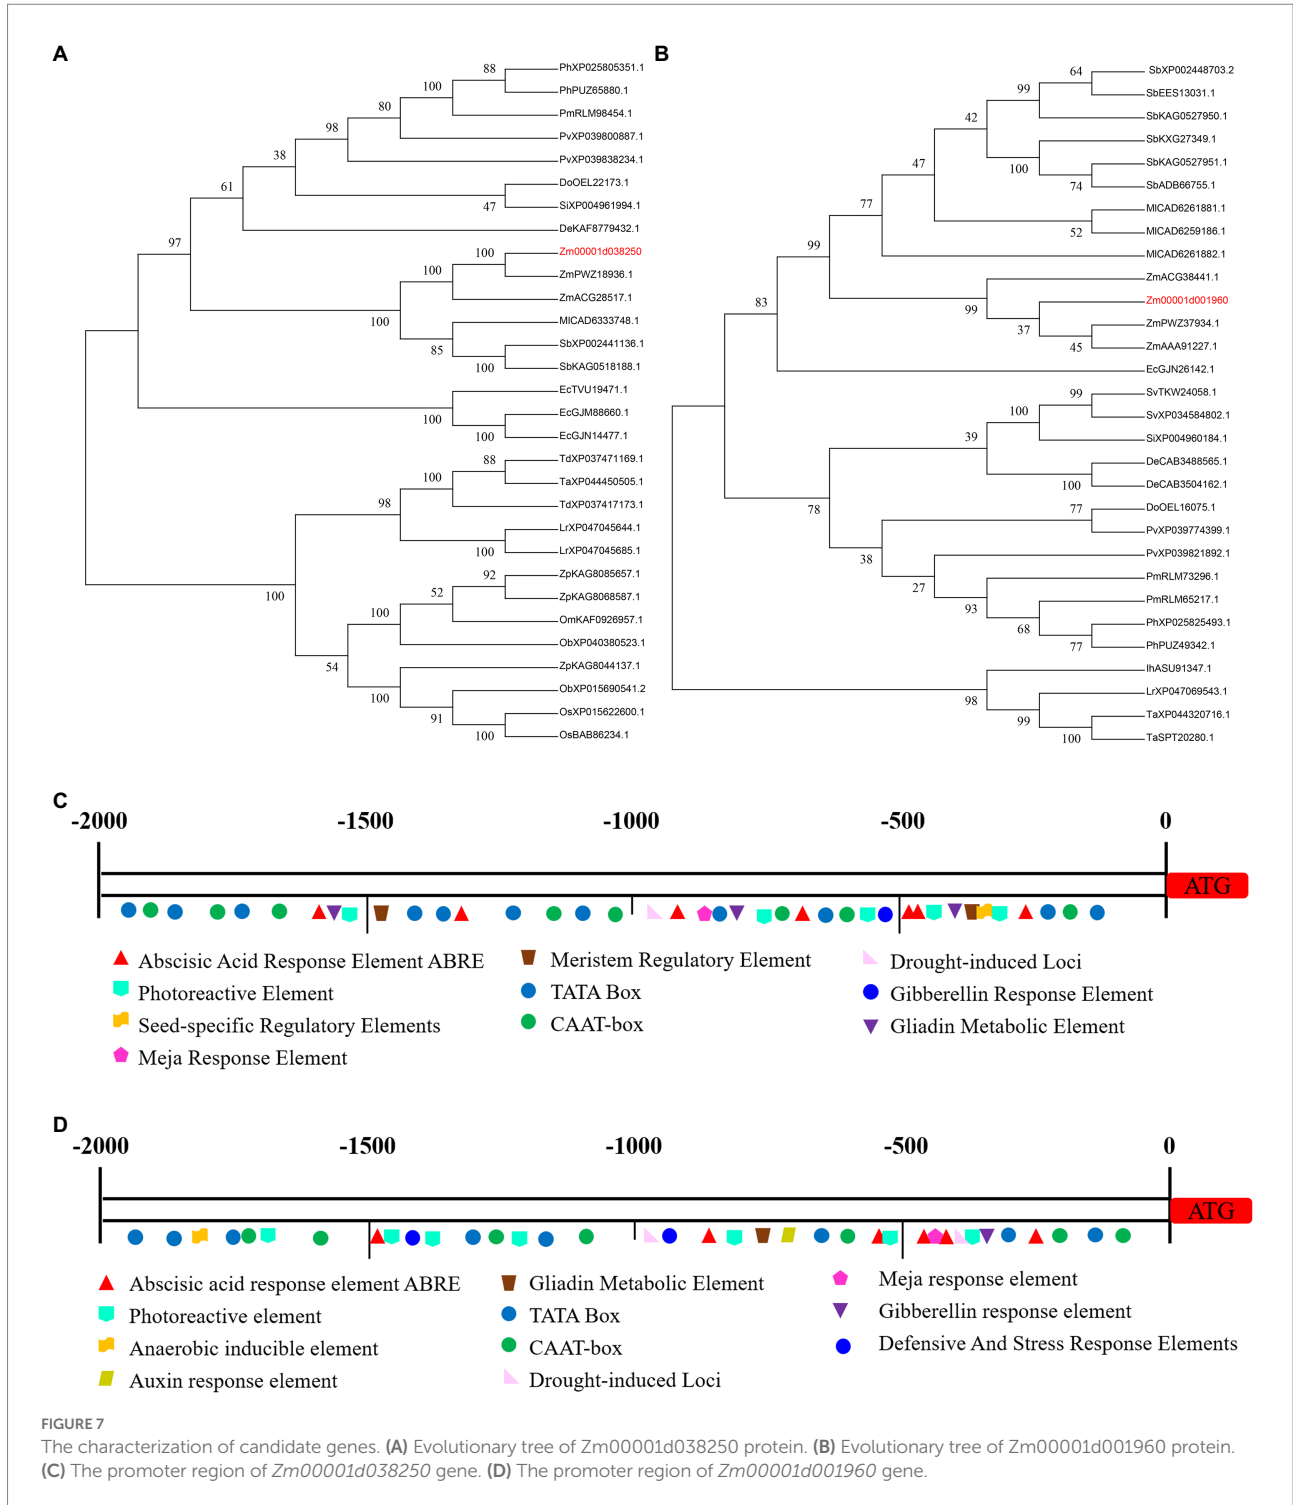 A
88
PhXP025805351.1
100
PhPUZ65880.1
80
PmRLM98454.1
98
PvXP039800887.1
38
PvXP039838234.1
61
DoOEL22173.1
47
SiXP004961994.1
97
DeKAF8779432.1
100
Zm00001d038250
100
ZmPWZ18936.1
ZmACG28517.1
100
MlCAD6333748.1
85
SbXP002441136.1
100
SbKAG0518188.1
EcTVU19471.1
100
EcGJM88660.1
100
EcGJN14477.1
88
TdXP037471169.1
100
TaXP044450505.1
98
TdXP037417173.1
LrXP047045644.1
100
LrXP047045685.1
100
92
ZpKAG8085657.1
52
ZpKAG8068587.1
100
OmKAF0926957.1
ObXP040380523.1
54
ZpKAG8044137.1
100
ObXP015690541.2
91
OsXP015622600.1
100
OsBAB86234.1
B
64
SbXP002448703.2
99
SbEES13031.1
42
SbKAG0527950.1
SbKXG27349.1
47
100
SbKAG0527951.1
74
SbADB66755.1
77
MlCAD6261881.1
52
MlCAD6259186.1
99
MlCAD6261882.1
ZmACG38441.1
83
99
Zm00001d001960
37
ZmPWZ37934.1
45
ZmAAA91227.1
EcGJN26142.1
99
SvTKW24058.1
100
SvXP034584802.1
39
SiXP004960184.1
DeCAB3488565.1
100
DeCAB3504162.1
78
77
DoOEL16075.1
PvXP039774399.1
38
PvXP039821892.1
27
PmRLM73296.1
93
PmRLM65217.1
68
PhXP025825493.1
77
PhPUZ49342.1
IhASU91347.1
98
LrXP047069543.1
99
TaXP044320716.1
100
TaSPT20280.1
C
-2000 -1500 -1000 -500 0
ATG
Abscisic Acid Response Element ABRE
Photoreactive Element
Seed-specific Regulatory Elements
Meja Response Element
Meristem Regulatory Element
TATA Box
CAAT-box
Drought-induced Loci
Gibberellin Response Element
Gliadin Metabolic Element
D
-2000 -1500 -1000 -500 0
ATG
Abscisic acid response element ABRE
Photoreactive element
Anaerobic inducible element
Auxin response element
Gliadin Metabolic Element
TATA Box
CAAT-box
Drought-induced Loci
Meja response element
Gibberellin response element
Defensive And Stress Response Elements
FIGURE 7
The characterization of candidate genes. (A) Evolutionary tree of Zm00001d038250 protein. (B) Evolutionary tree of Zm00001d001960 protein.
(C) The promoter region of Zm00001d038250 gene. (D) The promoter region of Zm00001d001960 gene.